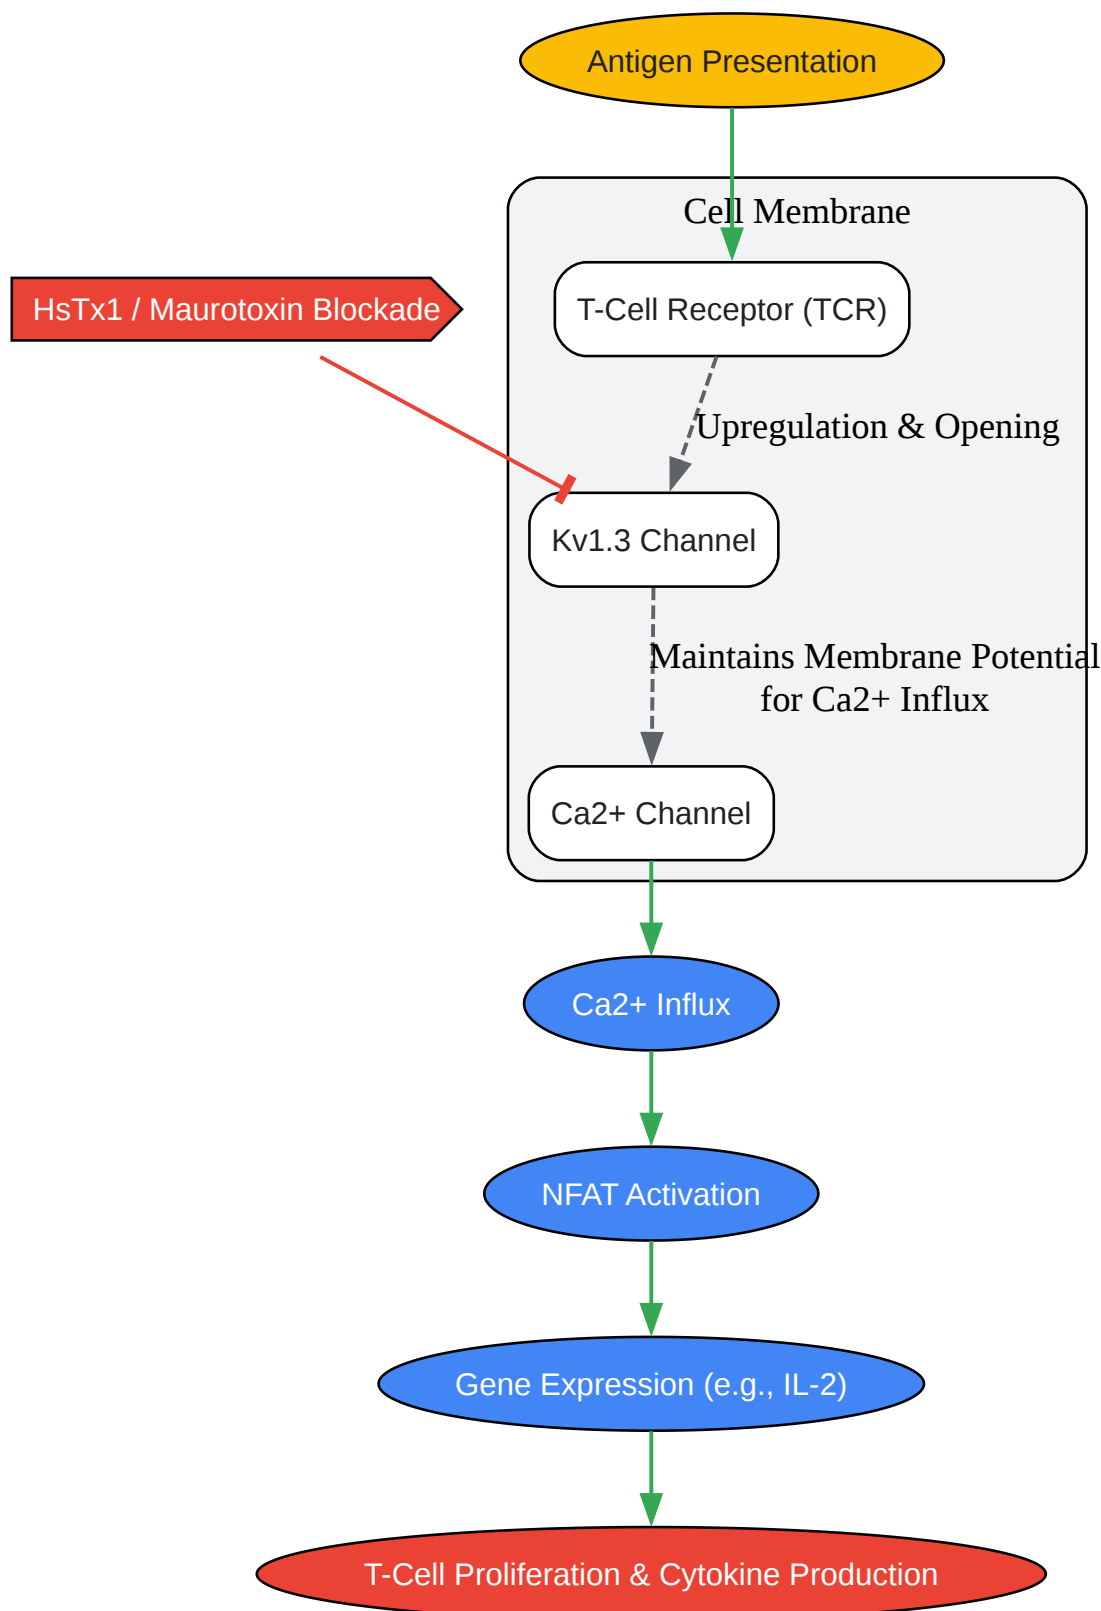 Antigen Presentation
Cell Membrane
HsTx1 / Maurotoxin Blockade
T-Cell Receptor (TCR)
Upregulation & Opening
Kv1.3 Channel
Maintains Membrane Potential
for Ca2+ Influx
Ca2+ Channel
Ca2+ Influx
NFAT Activation
Gene Expression (e.g., IL-2)
T-Cell Proliferation & Cytokine Production